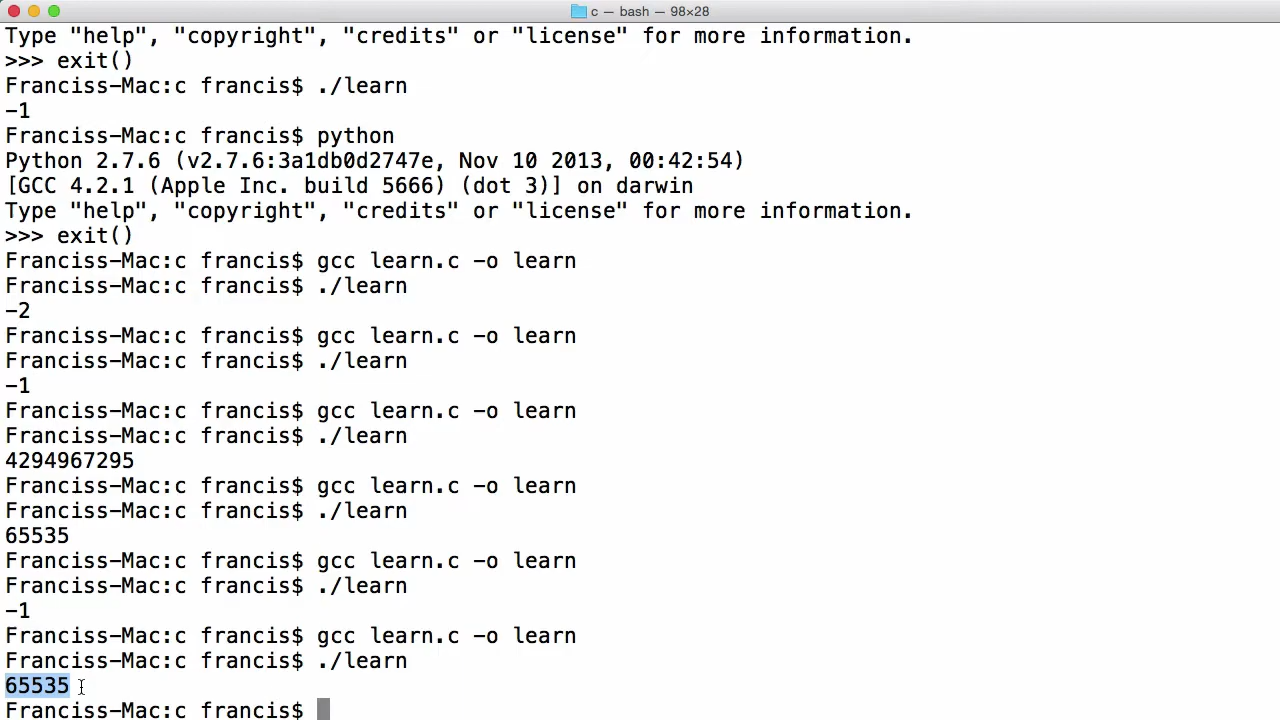 c — bash — 98×28
Type "help", "copyright", "credits" or "license" for more information.
>>> exit()
Franciss-Mac:c francis$ ./learn
-1
Franciss-Mac:c francis$ python
Python 2.7.6 (v2.7.6:3a1db0d2747e, Nov 10 2013, 00:42:54)
[GCC 4.2.1 (Apple Inc. build 5666) (dot 3)] on darwin
Type "help", "copyright", "credits" or "license" for more information.
>>> exit()
Franciss-Mac:c francis$ gcc learn.c -o learn
Franciss-Mac:c francis$ ./learn
-2
Franciss-Mac:c francis$ gcc learn.c -o learn
Franciss-Mac:c francis$ ./learn
-1
Franciss-Mac:c francis$ gcc learn.c -o learn
Franciss-Mac:c francis$ ./learn
4294967295
Franciss-Mac:c francis$ gcc learn.c -o learn
Franciss-Mac:c francis$ ./learn
65535
Franciss-Mac:c francis$ gcc learn.c -o learn
Franciss-Mac:c francis$ ./learn
-1
Franciss-Mac:c francis$ gcc learn.c -o learn
Franciss-Mac:c francis$ ./learn
65535
Franciss-Mac:c francis$